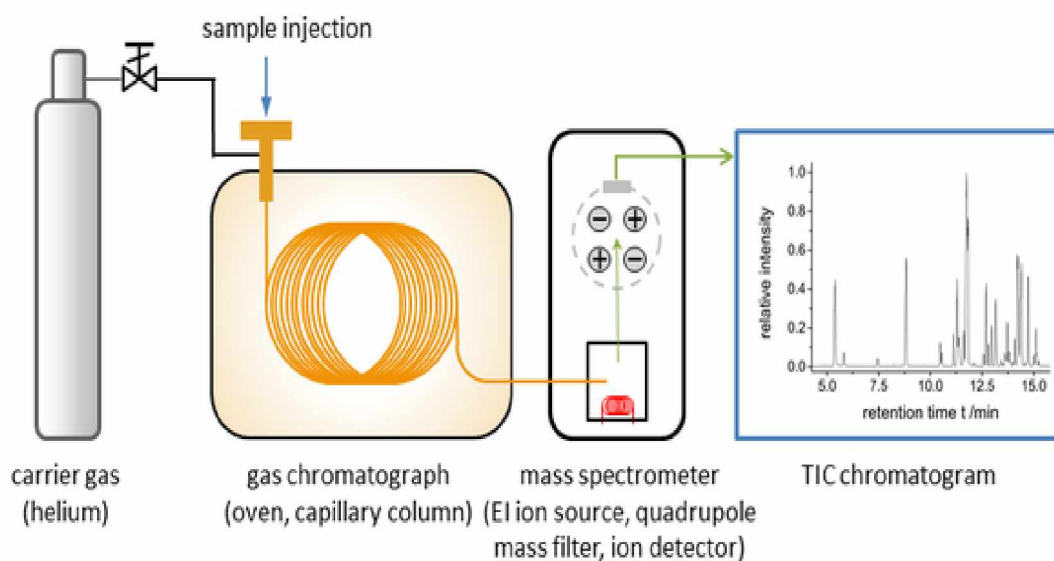 sample injection
carrier gas
(helium)
gas chromatograph
(oven, capillary column)
mass spectrometer
(EI ion source, quadrupole
mass filter, ion detector)
relative intensity
1.0
0.8
0.6
0.4
0.2
0.0
5.0 7.5 10.0 12.5 15.0
retention time t /min
TIC chromatogram